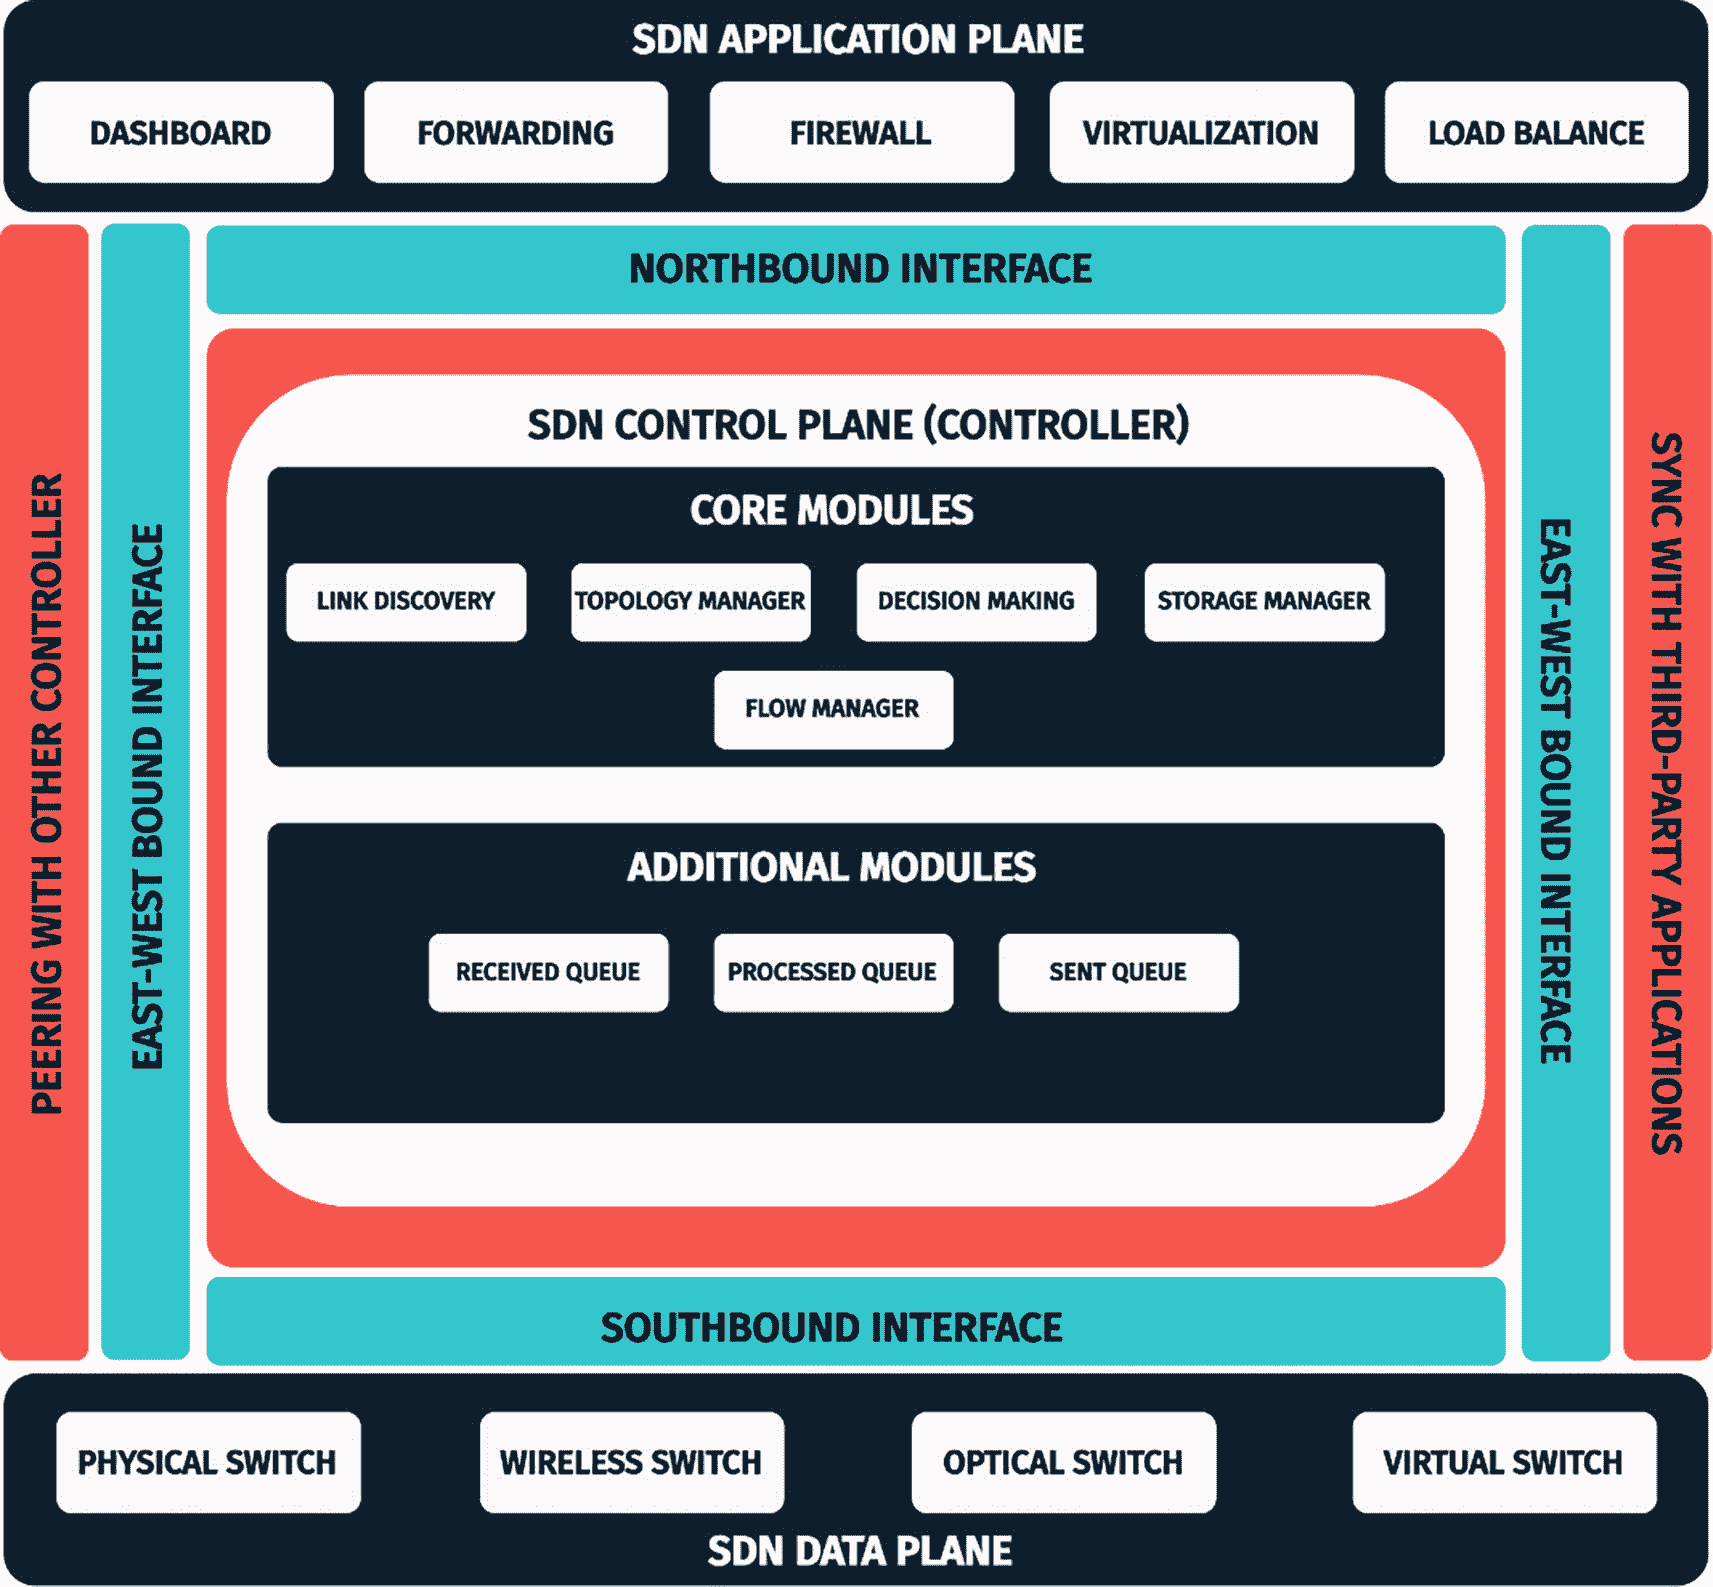 SDN APPLICATION PLANE
DASHBOARD
FORWARDING
FIREWALL
VIRTUALIZATION
LOAD BALANCE
PEERING WITH OTHER CONTROLLER
EAST-WEST BOUND INTERFACE
NORTHBOUND INTERFACE
SDN CONTROL PLANE (CONTROLLER)
CORE MODULES
LINK DISCOVERY
TOPOLOGY MANAGER
DECISION MAKING
STORAGE MANAGER
FLOW MANAGER
ADDITIONAL MODULES
RECEIVED QUEUE
PROCESSED QUEUE
SENT QUEUE
SOUTHBOUND INTERFACE
EAST-WEST BOUND INTERFACE
SYNC WITH THIRD-PARTY APPLICATIONS
PHYSICAL SWITCH
WIRELESS SWITCH
OPTICAL SWITCH
VIRTUAL SWITCH
SDN DATA PLANE